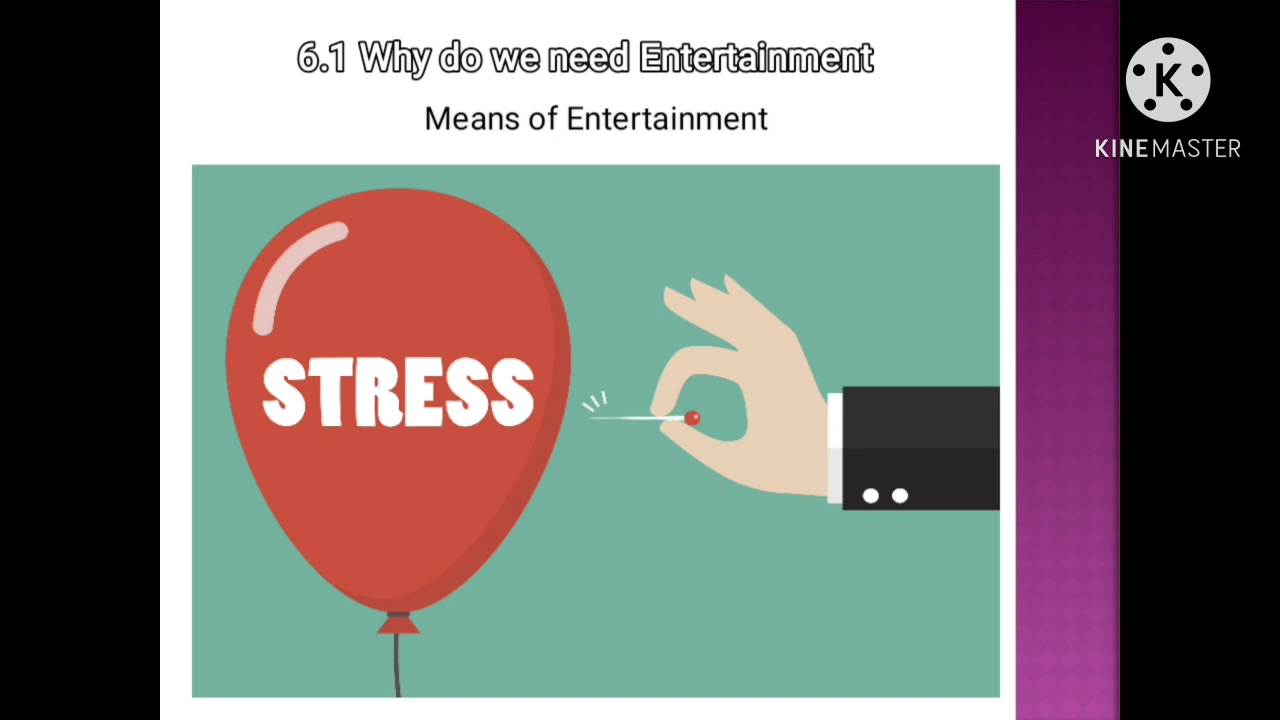 6.1 Why do we need Entertainment
Means of Entertainment
STRESS
K
KINEMASTER